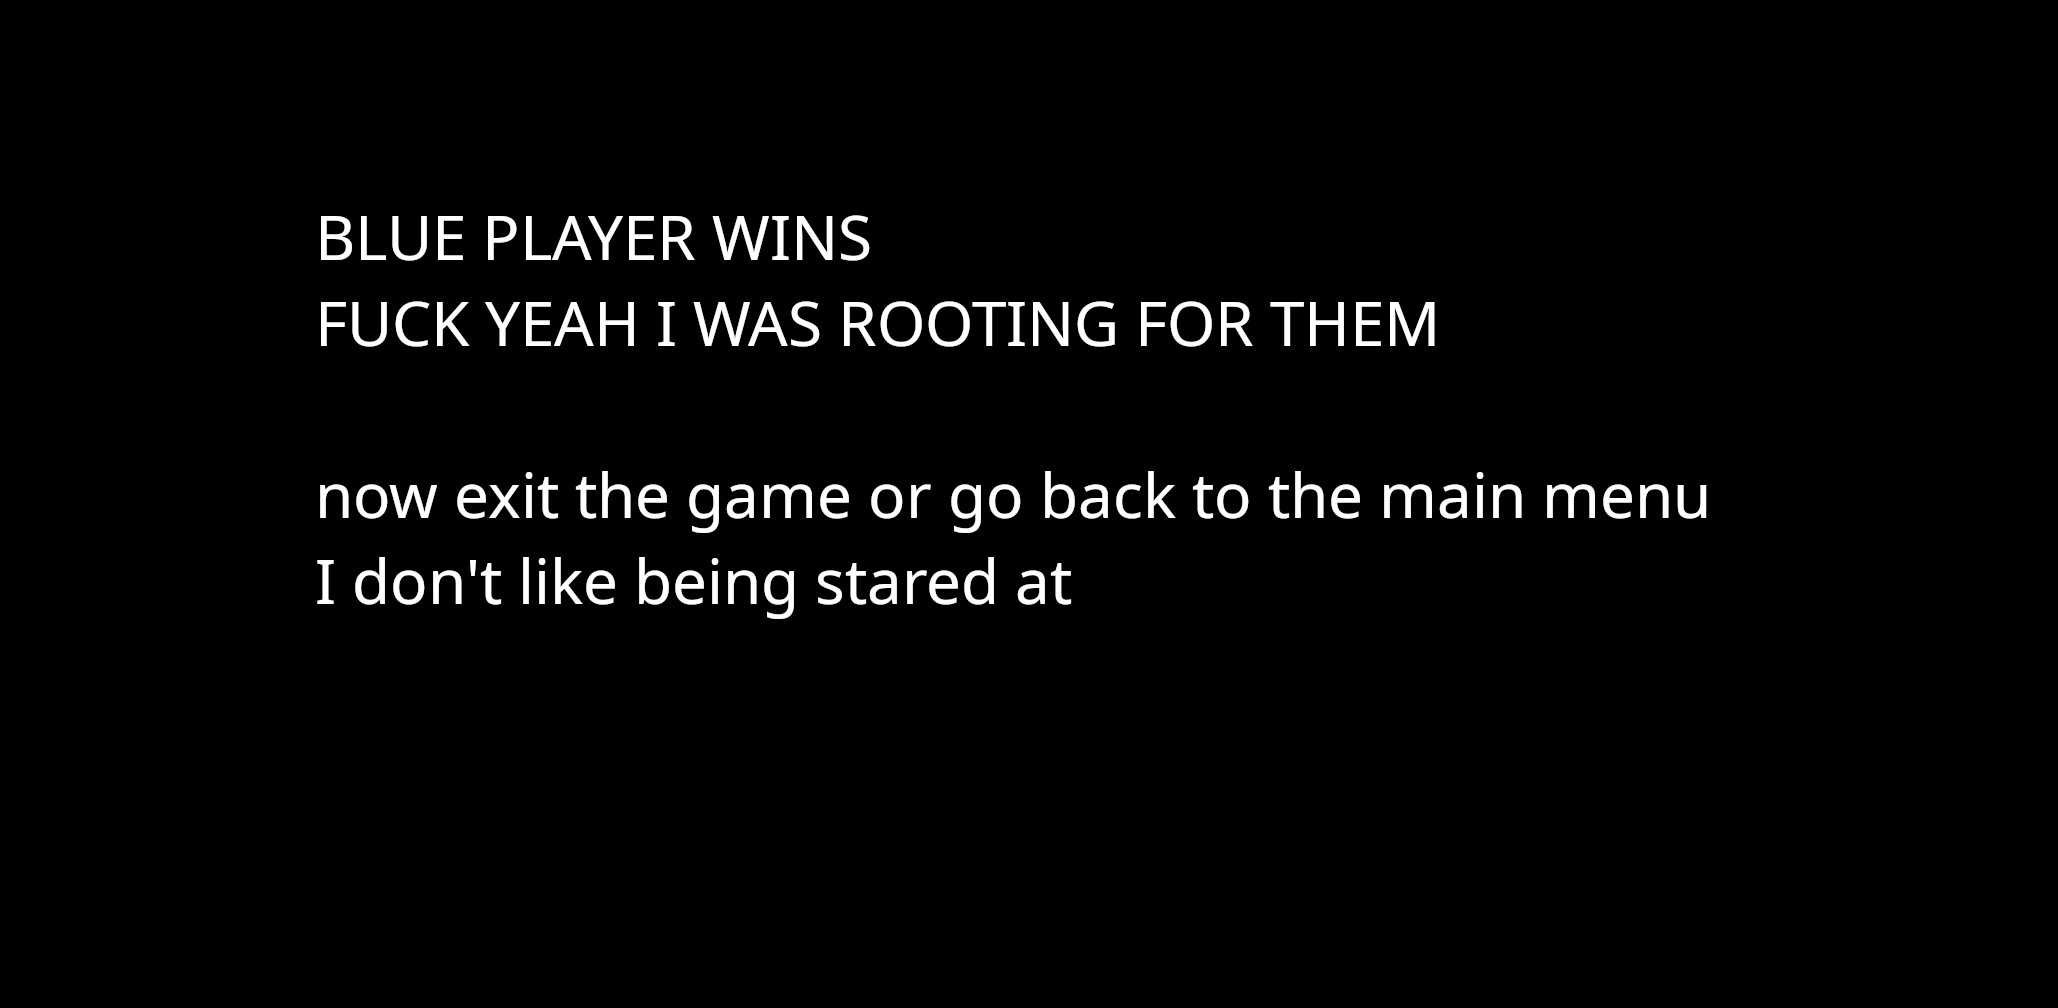 BLUE PLAYER WINS
FUCK YEAH I WAS ROOTING FOR THEM
now exit the game or go back to the main menu
I don't like being stared at